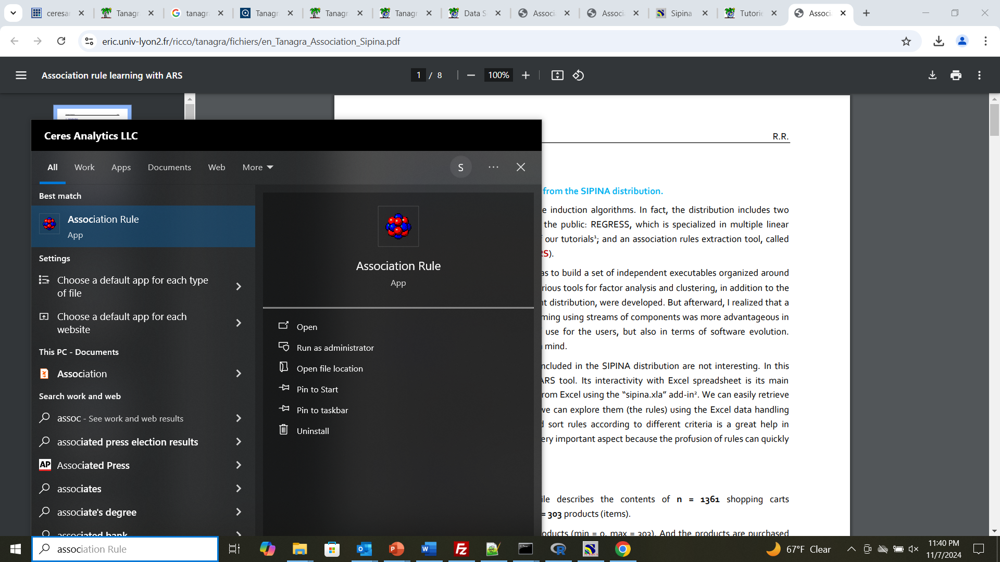 ceresar
Tanagr
tanagr
Tanagr
Tanagr
Tanagr
Data S
Associ
Associ
Sipina
Tutorie
Associ
eric.univ-lyon2.fr/ricco/tanagra/fichiers/en_Tanagra_Association_Sipina.pdf
Association rule learning with ARS
1 / 8
100%
R.R.
from the SIPINA distribution.
e induction algorithms. In fact, the distribution includes two
the public: REGRESS, which is specialized in multiple linear
our tutorials¹; and an association rules extraction tool, called
RS).
as to build a set of independent executables organized around
rious tools for factor analysis and clustering, in addition to the
nt distribution, were developed. But afterward, I realized that a
ming using streams of components was more advantageous in
use for the users, but also in terms of software evolution.
mind.
ncluded in the SIPINA distribution are not interesting. In this
ARS tool. Its interactivity with Excel spreadsheet is its main
rom Excel using the “sipina.xla” add-in². We can easily retrieve
we can explore them (the rules) using the Excel data handling
d sort rules according to different criteria is a great help in
ery important aspect because the profusion of rules can quickly
ile describes the contents of n = 1361 shopping carts
= 303 products (items).
oducts (min = 0, max = 303). And the products are purchased
Ceres Analytics LLC
All
Work
Apps
Documents
Web
More
S
Best match
Association Rule
App
Settings
Choose a default app for each type
of file
Choose a default app for each
website
This PC - Documents
Association
Search work and web
assoc - See work and web results
associated press election results
AP
Associated Press
associates
associate's degree
associated bank
Association Rule
App
Open
Run as administrator
Open file location
Pin to Start
Pin to taskbar
Uninstall
association Rule
67°F Clear
11:40 PM
11/7/2024